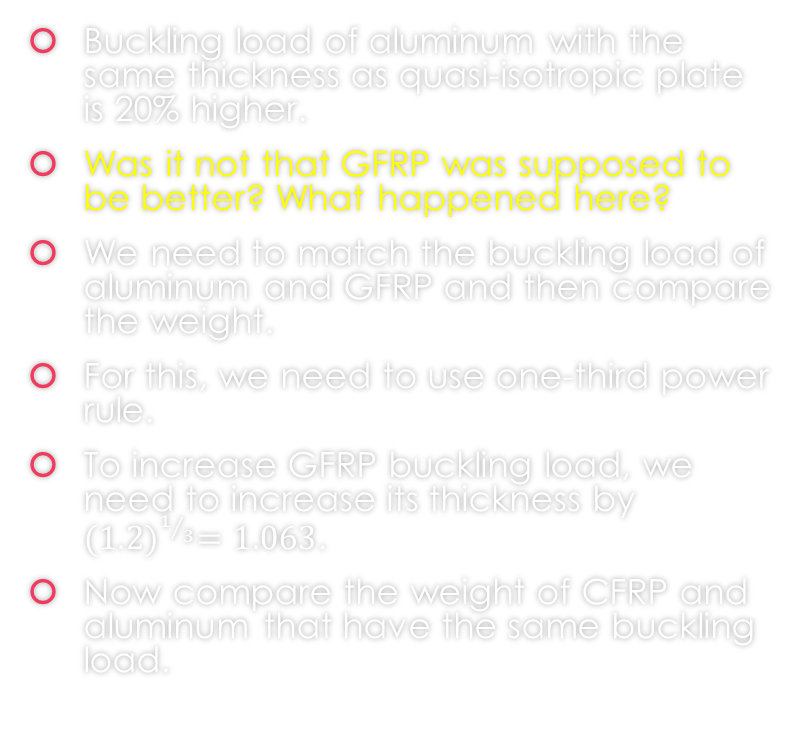 Buckling load of aluminum with the
same thickness as quasi-isotropic plate
is 20% higher.
Was it not that GFRP was supposed to
be better? What happened here?
We need to match the buckling load of
aluminum and GFRP and then compare
the weight.
For this, we need to use one-third power
rule.
To increase GFRP buckling load, we
need to increase its thickness by
(1.2)^⅓ = 1.063.
Now compare the weight of CFRP and
aluminum that have the same buckling
load.